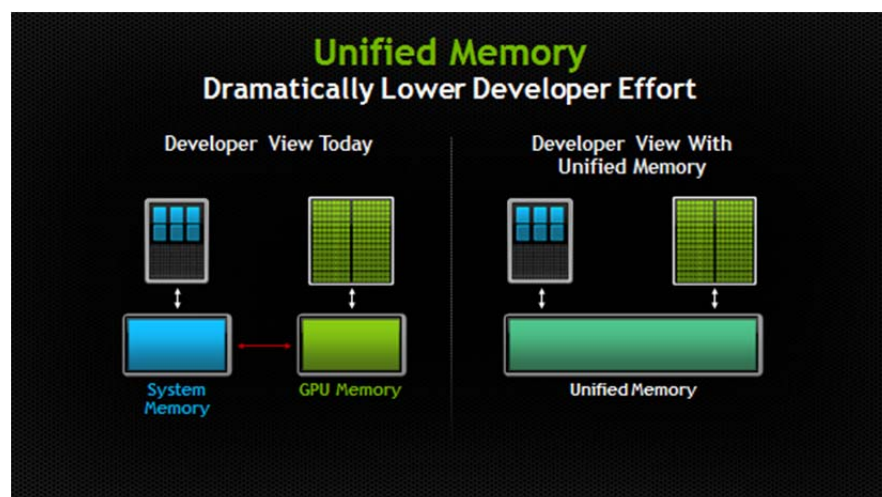 Unified Memory
Dramatically Lower Developer Effort
Developer View Today
System
Memory
GPU Memory
Developer View With
Unified Memory
Unified Memory